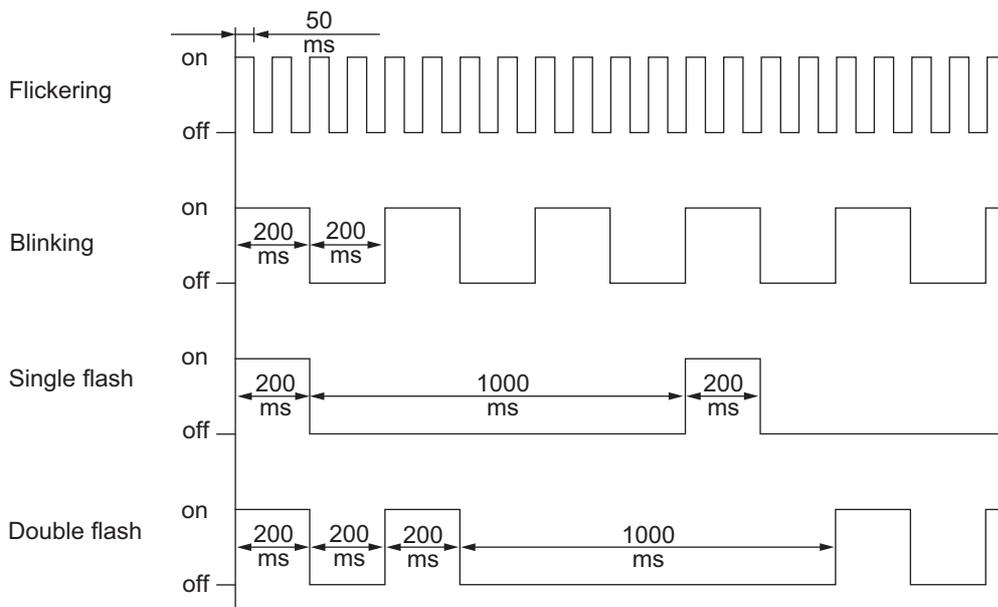 50
ms
on
Flickering
off
on
Blinking
200
ms
200
ms
off
on
Single flash
200
ms
1000
ms
200
ms
off
on
Double flash
200
ms
200
ms
200
ms
1000
ms
off